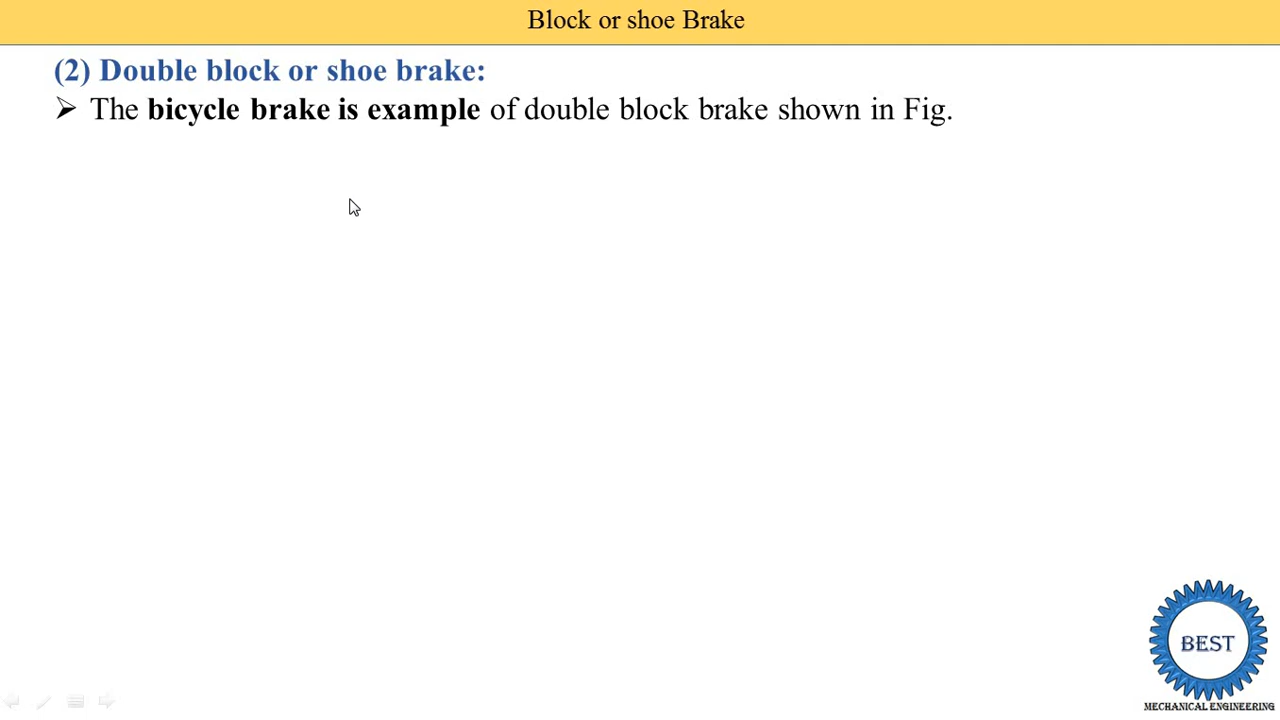 Block or shoe Brake
(2) Double block or shoe brake:
➢ The bicycle brake is example of double block brake shown in Fig.
BEST
MECHANICAL ENGINEERING